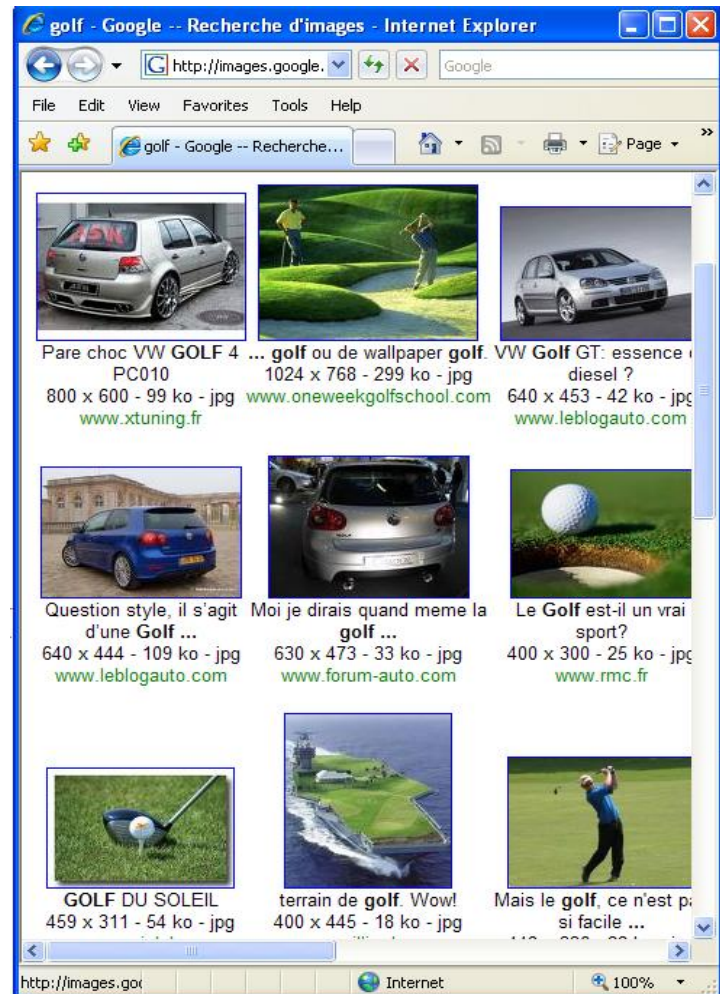 golf - Google -- Recherche d'images - Internet Explorer
http://images.google.
Google
File Edit View Favorites Tools Help
golf - Google -- Recherche...
Page
»
Pare choc VW GOLF 4
PC010
800 x 600 - 99 ko - jpg
www.xtuning.fr
... golf ou de wallpaper golf.
1024 x 768 - 299 ko - jpg
www.oneweekgolfschool.com
VW Golf GT: essence
diesel ?
640 x 453 - 42 ko - jpg
www.leblogauto.com
Question style, il s'agit
d'une Golf ...
640 x 444 - 109 ko - jpg
www.leblogauto.com
Moi je dirais quand meme la
golf ...
630 x 473 - 33 ko - jpg
www.forum-auto.com
Le Golf est-il un vrai
sport?
400 x 300 - 25 ko - jpg
www.rmc.fr
GOLF DU SOLEIL
459 x 311 - 54 ko - jpg
terrain de golf. Wow!
400 x 445 - 18 ko - jpg
Mais le golf, ce n'est pa
si facile ...
http://images.goo
Internet
100%